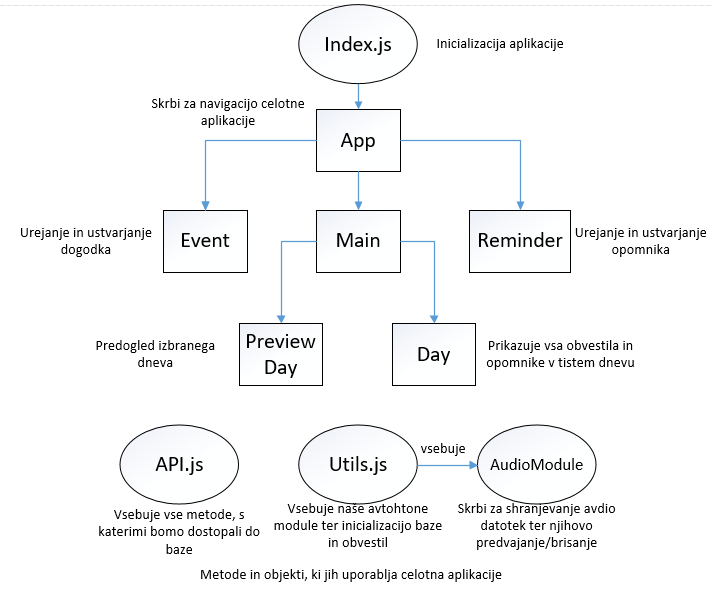 Index.js
Inicializacija aplikacije
Skrbi za navigacijo celotne
aplikacije
App
Urejanje in ustvarjanje
dogodka
Event
Main
Reminder
Urejanje in ustvarjanje
opomnika
Predogled izbranega
dneva
Preview
Day
Day
Prikazuje vsa obvestila in
opomnike v tistem dnevu
API.js
Utils.js
vsebuje
AudioModule
Vsebuje vse metode, s
katerimi bomo dostopali do
baze
Vsebuje naše avtohtone
module ter inicializacijo baze
in obvestil
Skrbi za shranjevanje avdio
datotek ter njihovo
predvajanje/brisanje
Metode in objekti, ki jih uporablja celotna aplikacije